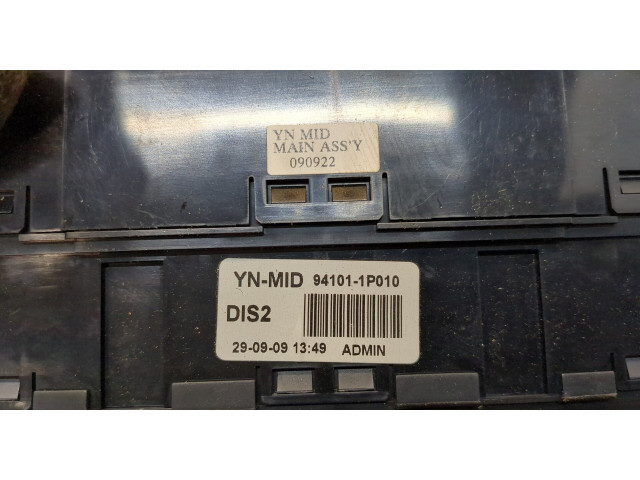 YN MID
MAIN ASS'Y
090922
YN-MID 94101-1P010
DIS2
29-09-09 13:49 ADMIN